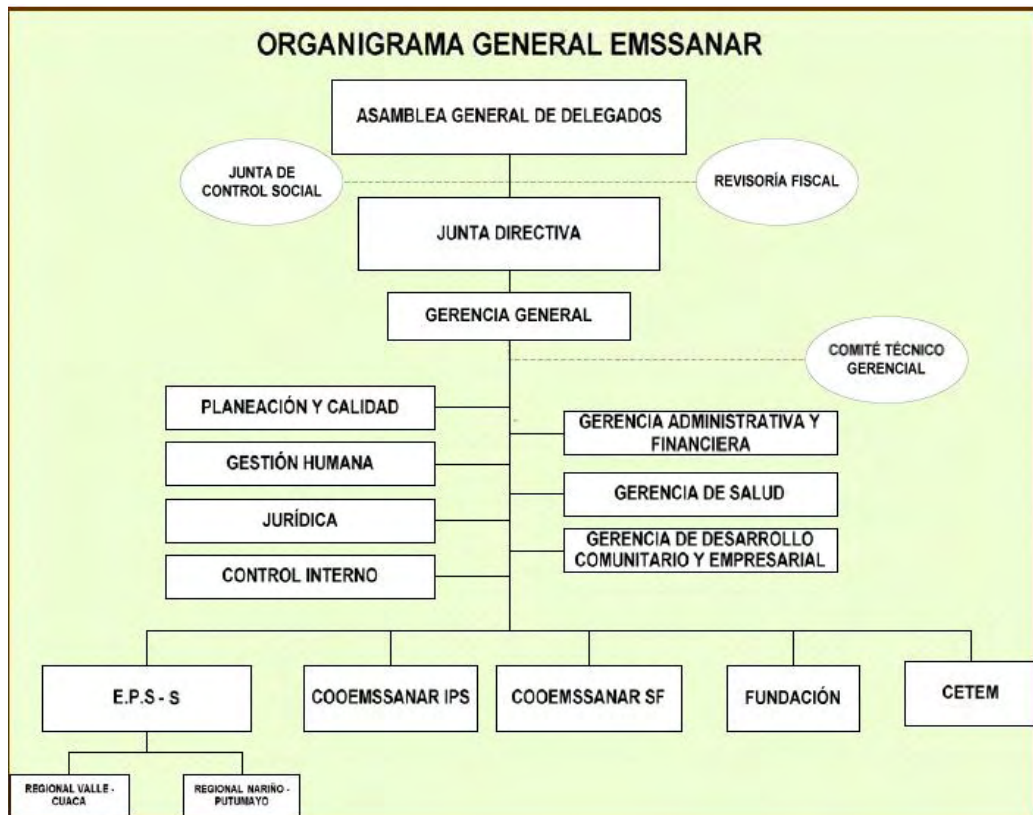 ORGANIGRAMA GENERAL EMSSANAR
ASAMBLEA GENERAL DE DELEGADOS
JUNTA DE
CONTROL SOCIAL
REVISORÍA FISCAL
JUNTA DIRECTIVA
GERENCIA GENERAL
COMITÉ TÉCNICO
GERENCIAL
PLANEACIÓN Y CALIDAD
GESTIÓN HUMANA
JURÍDICA
CONTROL INTERNO
GERENCIA ADMINISTRATIVA Y
FINANCIERA
GERENCIA DE SALUD
GERENCIA DE DESARROLLO
COMUNITARIO Y EMPRESARIAL
E.P.S - S
COOEMSSANAR IPS
COOEMSSANAR SF
FUNDACIÓN
CETEM
REGIONAL VALLE -
CUACA
REGIONAL NARIÑO -
PUTUMAYO